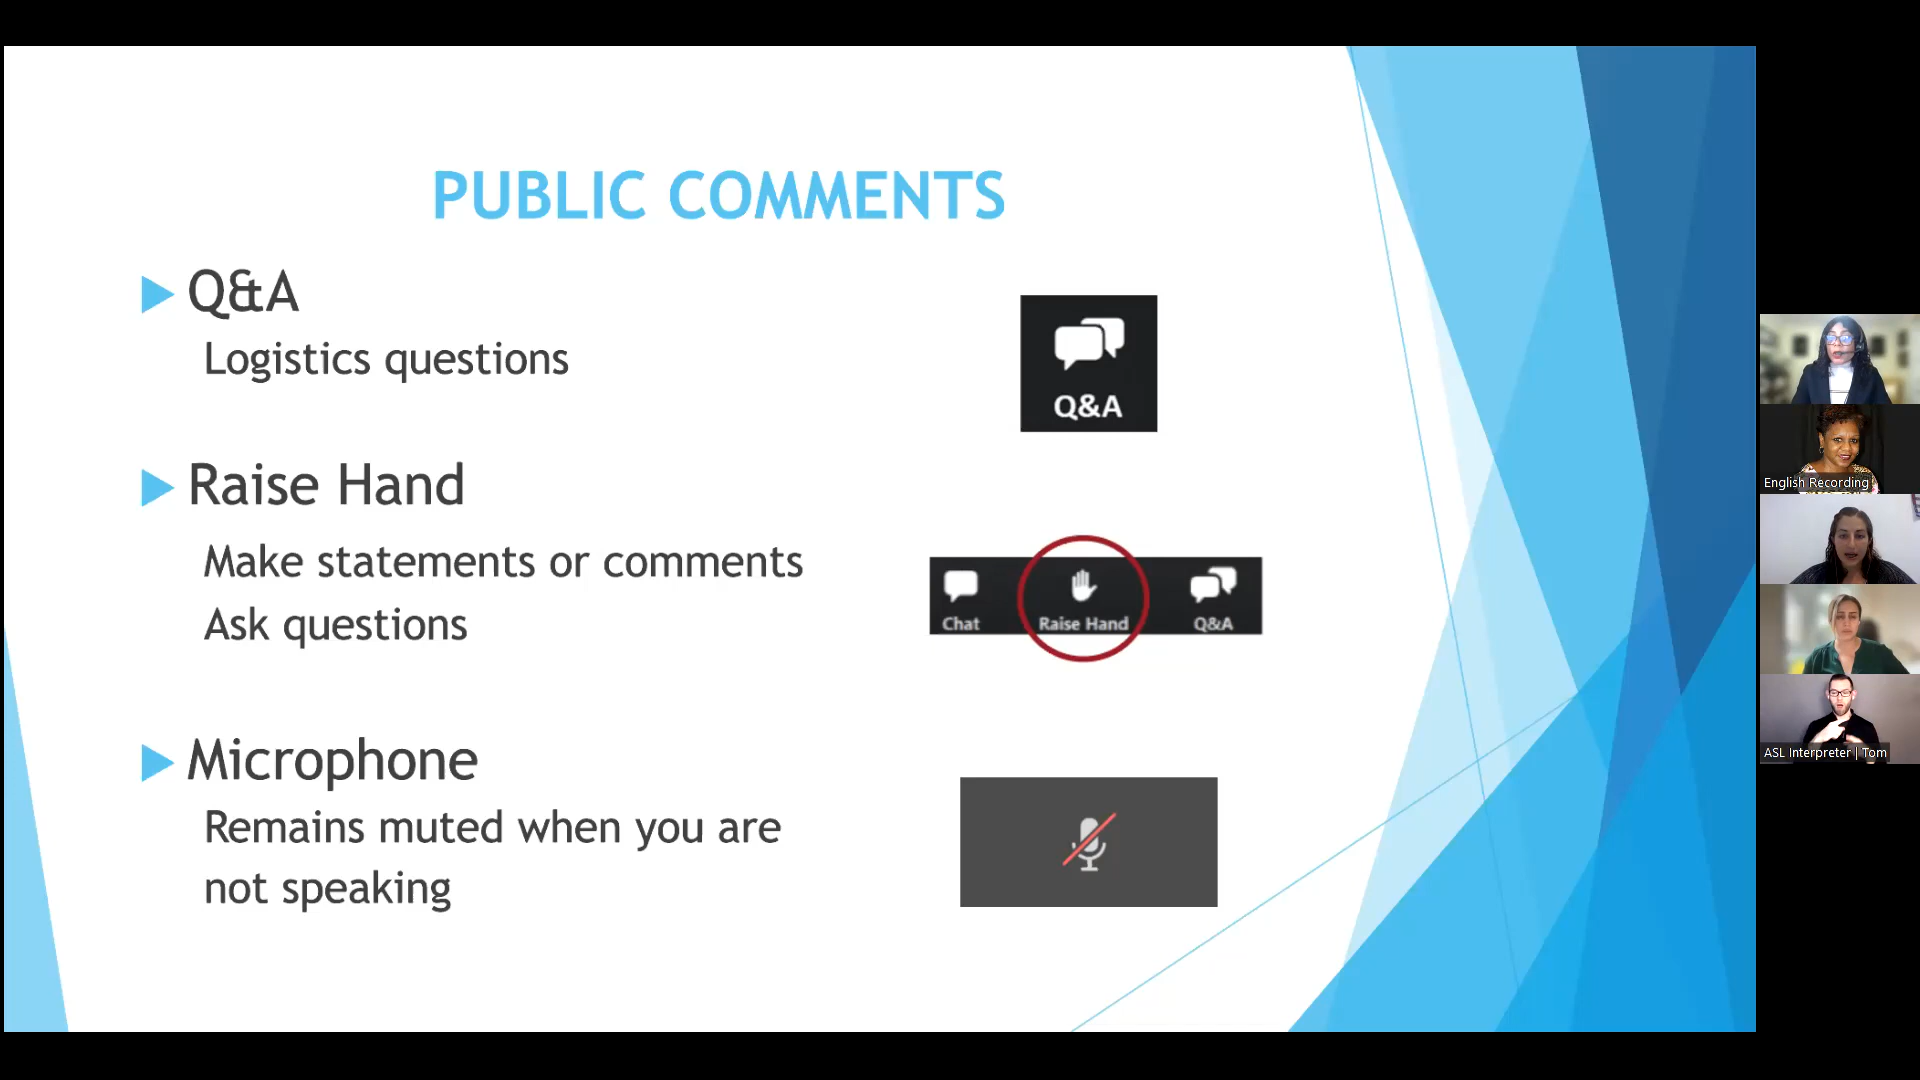 PUBLIC COMMENTS
Q&A
Logistics questions
Q&A
Raise Hand
Make statements or comments
Ask questions
Chat
Raise Hand
Q&A
Microphone
Remains muted when you are
not speaking
English Recording
ASL Interpreter | Tom